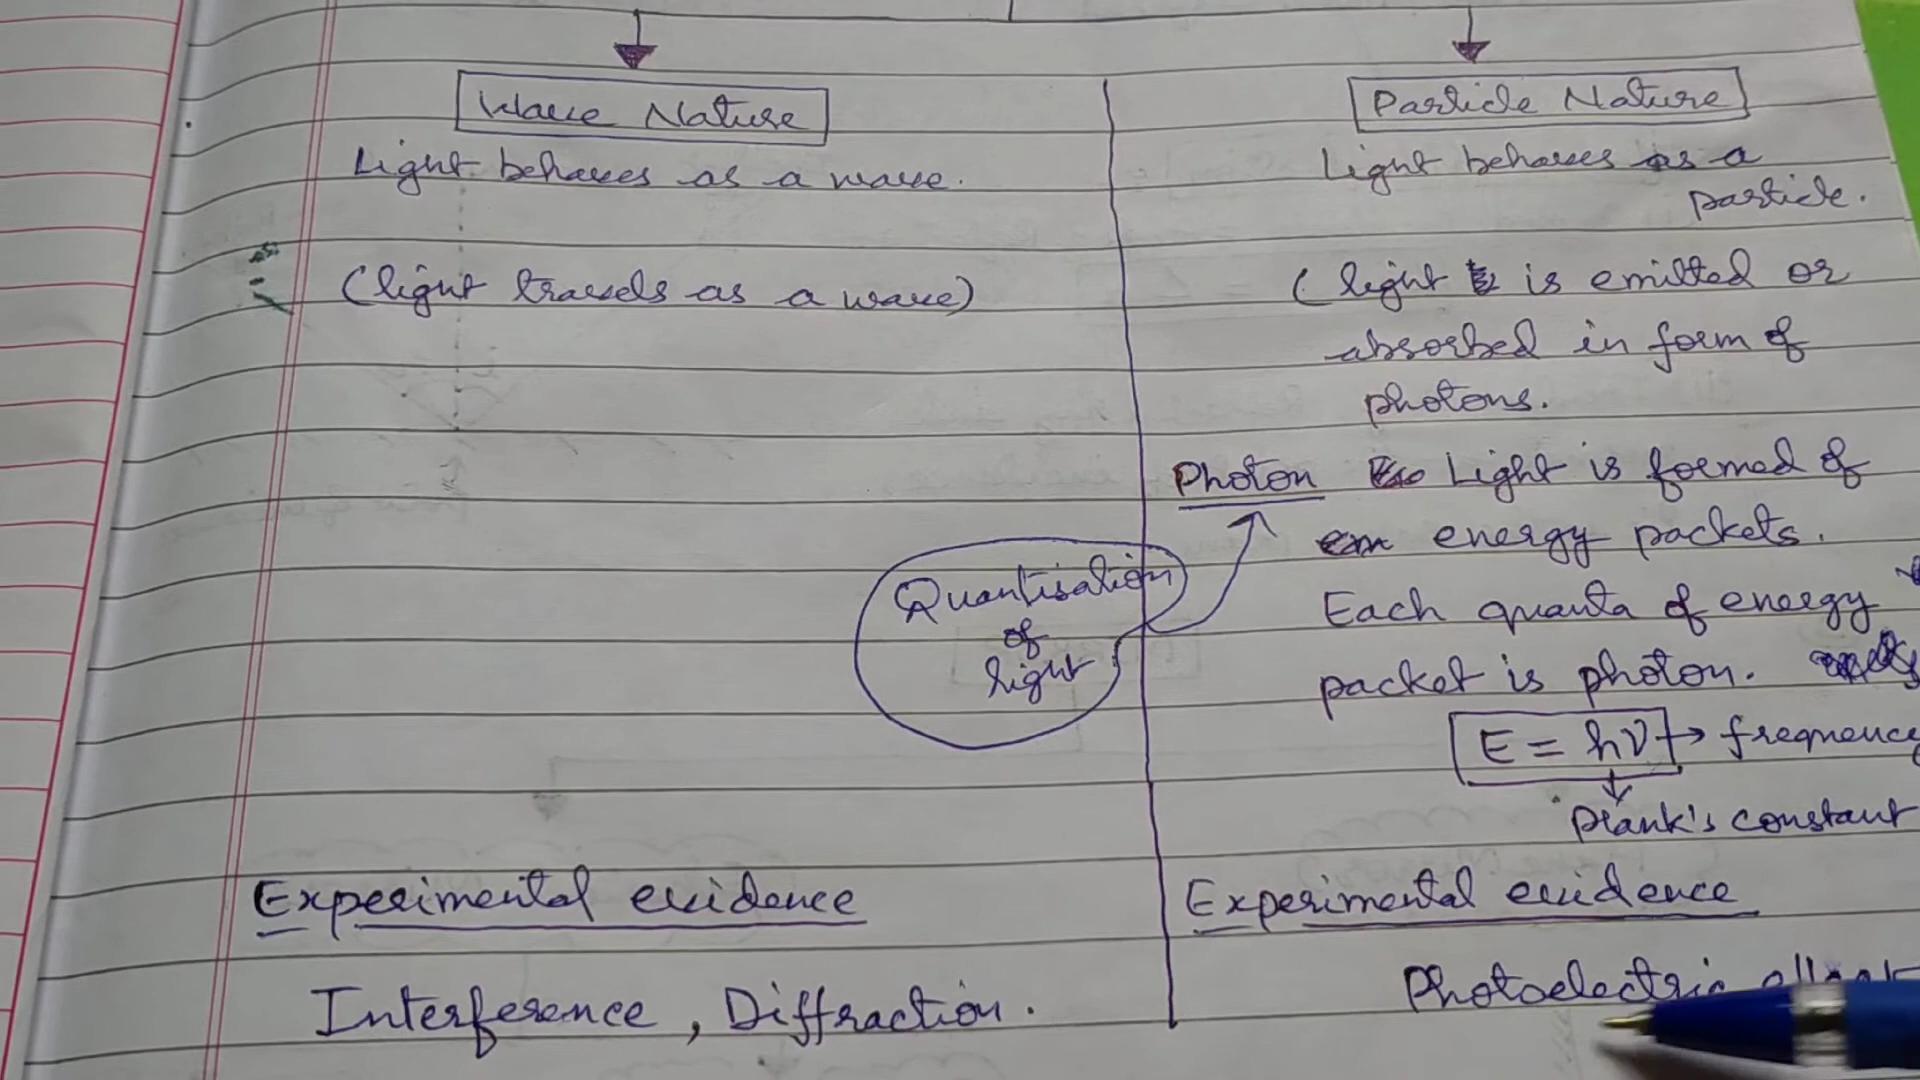 Wave Nature
Light behaves as a wave.
(light travels as a wave)
Quantisation
of
light
Experimental evidence
Interference, Diffraction.
Particle Nature
Light behaves as a
particle.
(light is emitted or
absorbed in form of
photons.
Photon Light is formed of
energy packets.
Each quanta of energy
packet is photon.
E = hν → frequency
Plank's constant
Experimental evidence
Photoelectric